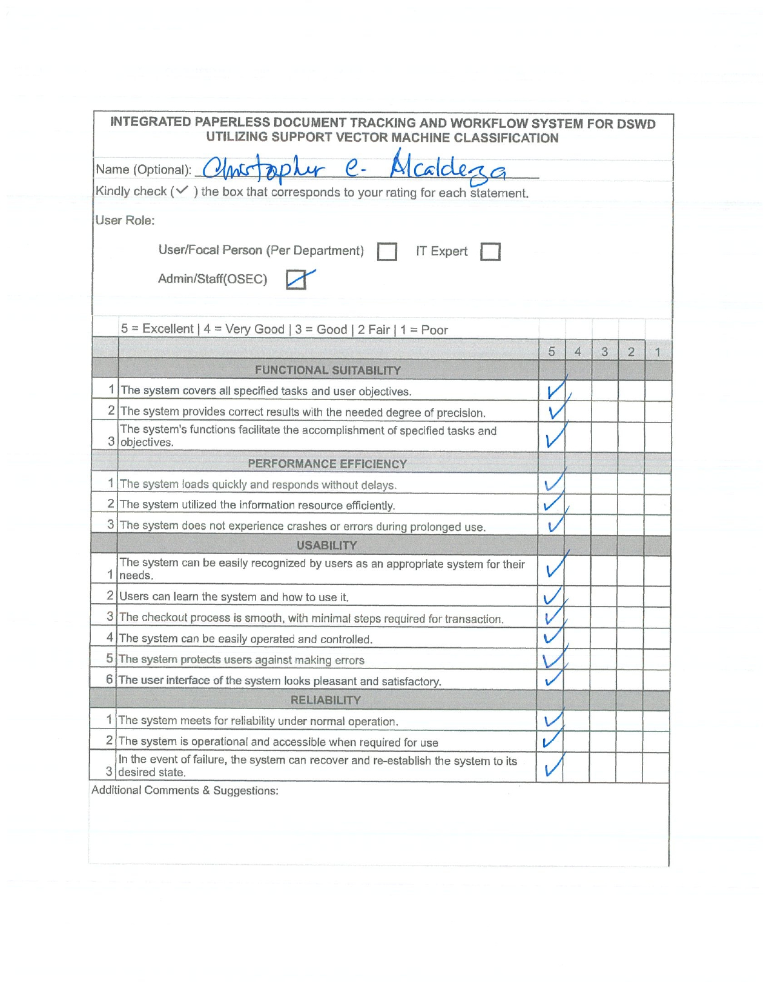 INTEGRATED PAPERLESS DOCUMENT TRACKING AND WORKFLOW SYSTEM FOR DSWD
UTILIZING SUPPORT VECTOR MACHINE CLASSIFICATION
Name (Optional): Christopher e. Alcaldeza
Kindly check (✓ ) the box that corresponds to your rating for each statement.
User Role:
User/Focal Person (Per Department) ☐ IT Expert ☐
Admin/Staff(OSEC) ☑
5 = Excellent | 4 = Very Good | 3 = Good | 2 Fair | 1 = Poor
5 4 3 2 1
FUNCTIONAL SUITABILITY
1 The system covers all specified tasks and user objectives. ✓
2 The system provides correct results with the needed degree of precision. ✓
The system's functions facilitate the accomplishment of specified tasks and
3 objectives. ✓
PERFORMANCE EFFICIENCY
1 The system loads quickly and responds without delays. ✓
2 The system utilized the information resource efficiently. ✓
3 The system does not experience crashes or errors during prolonged use. ✓
USABILITY
The system can be easily recognized by users as an appropriate system for their
1 needs. ✓
2 Users can learn the system and how to use it. ✓
3 The checkout process is smooth, with minimal steps required for transaction. ✓
4 The system can be easily operated and controlled. ✓
5 The system protects users against making errors ✓
6 The user interface of the system looks pleasant and satisfactory. ✓
RELIABILITY
1 The system meets for reliability under normal operation. ✓
2 The system is operational and accessible when required for use ✓
In the event of failure, the system can recover and re-establish the system to its
3 desired state. ✓
Additional Comments & Suggestions: